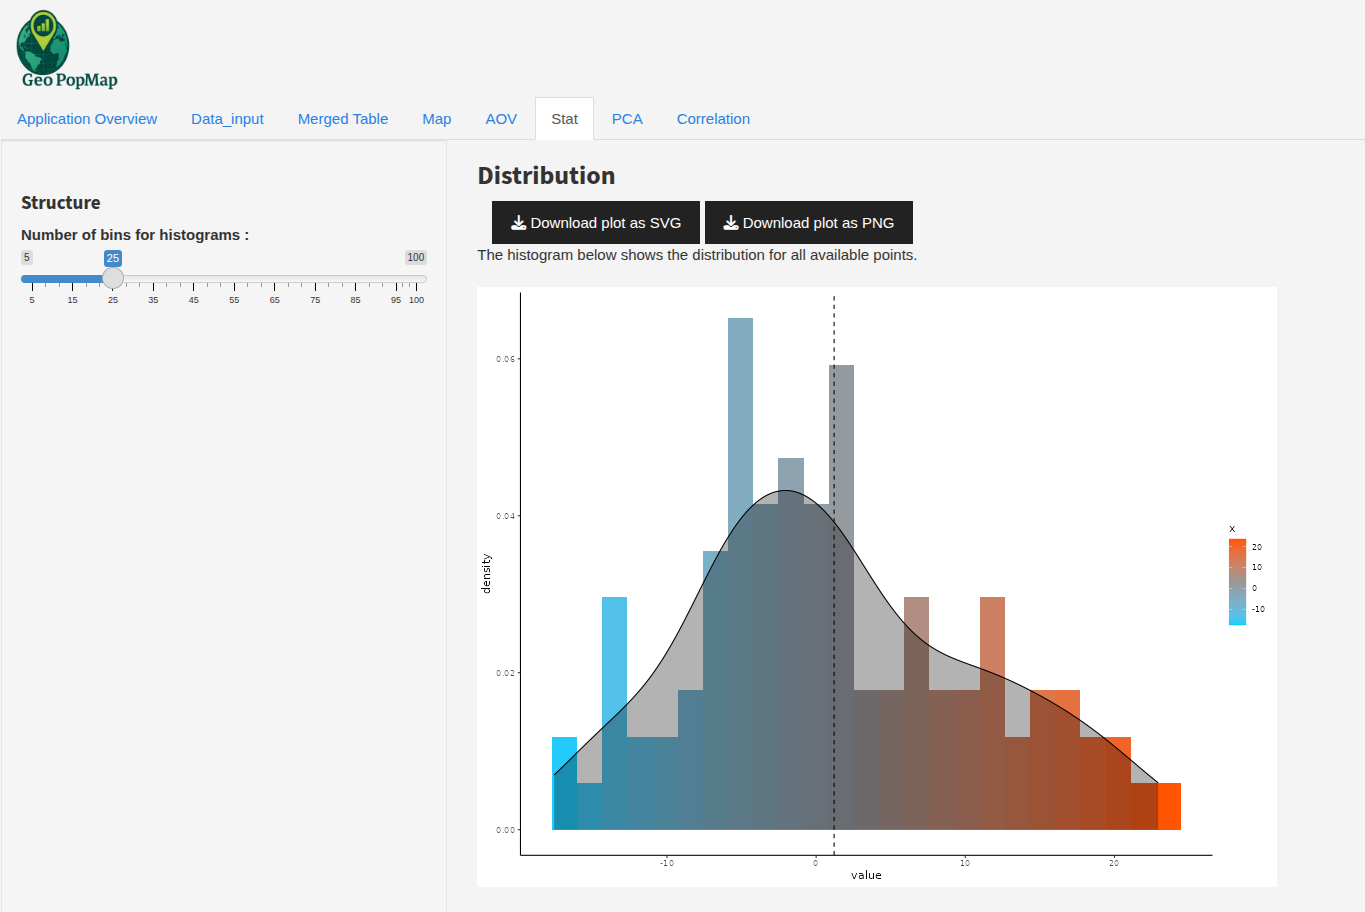 Geo PopMap
Application Overview Data_input Merged Table Map AOV Stat PCA Correlation
Structure
Number of bins for histograms :
5 25 100
5 15 25 35 45 55 65 75 85 95 100
Distribution
Download plot as SVG Download plot as PNG
The histogram below shows the distribution for all available points.
0.06
0.04
0.02
0.00
density
-10 0 10 20
value
x
20
10
0
-10